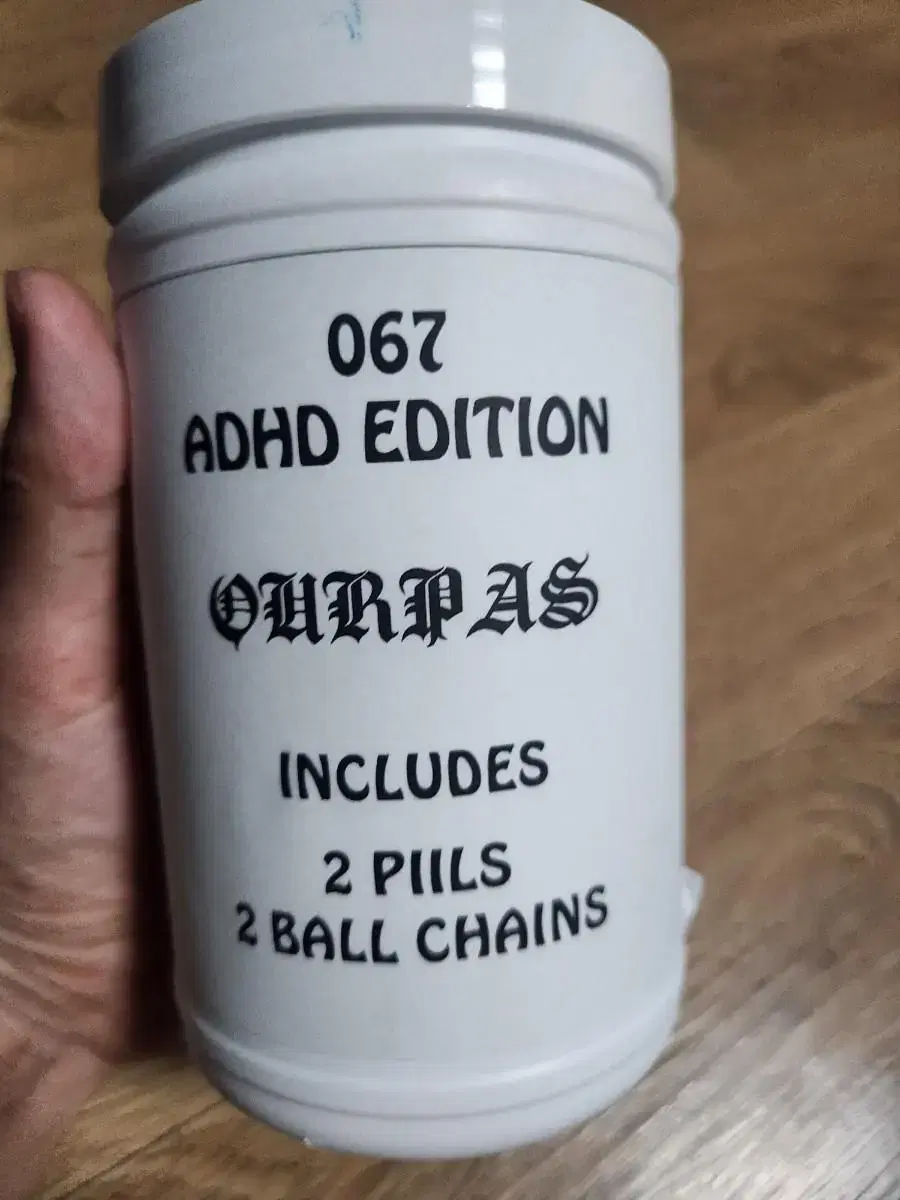 067
ADHD EDITION
OURPAS
INCLUDES
2 PIILS
2 BALL CHAINS